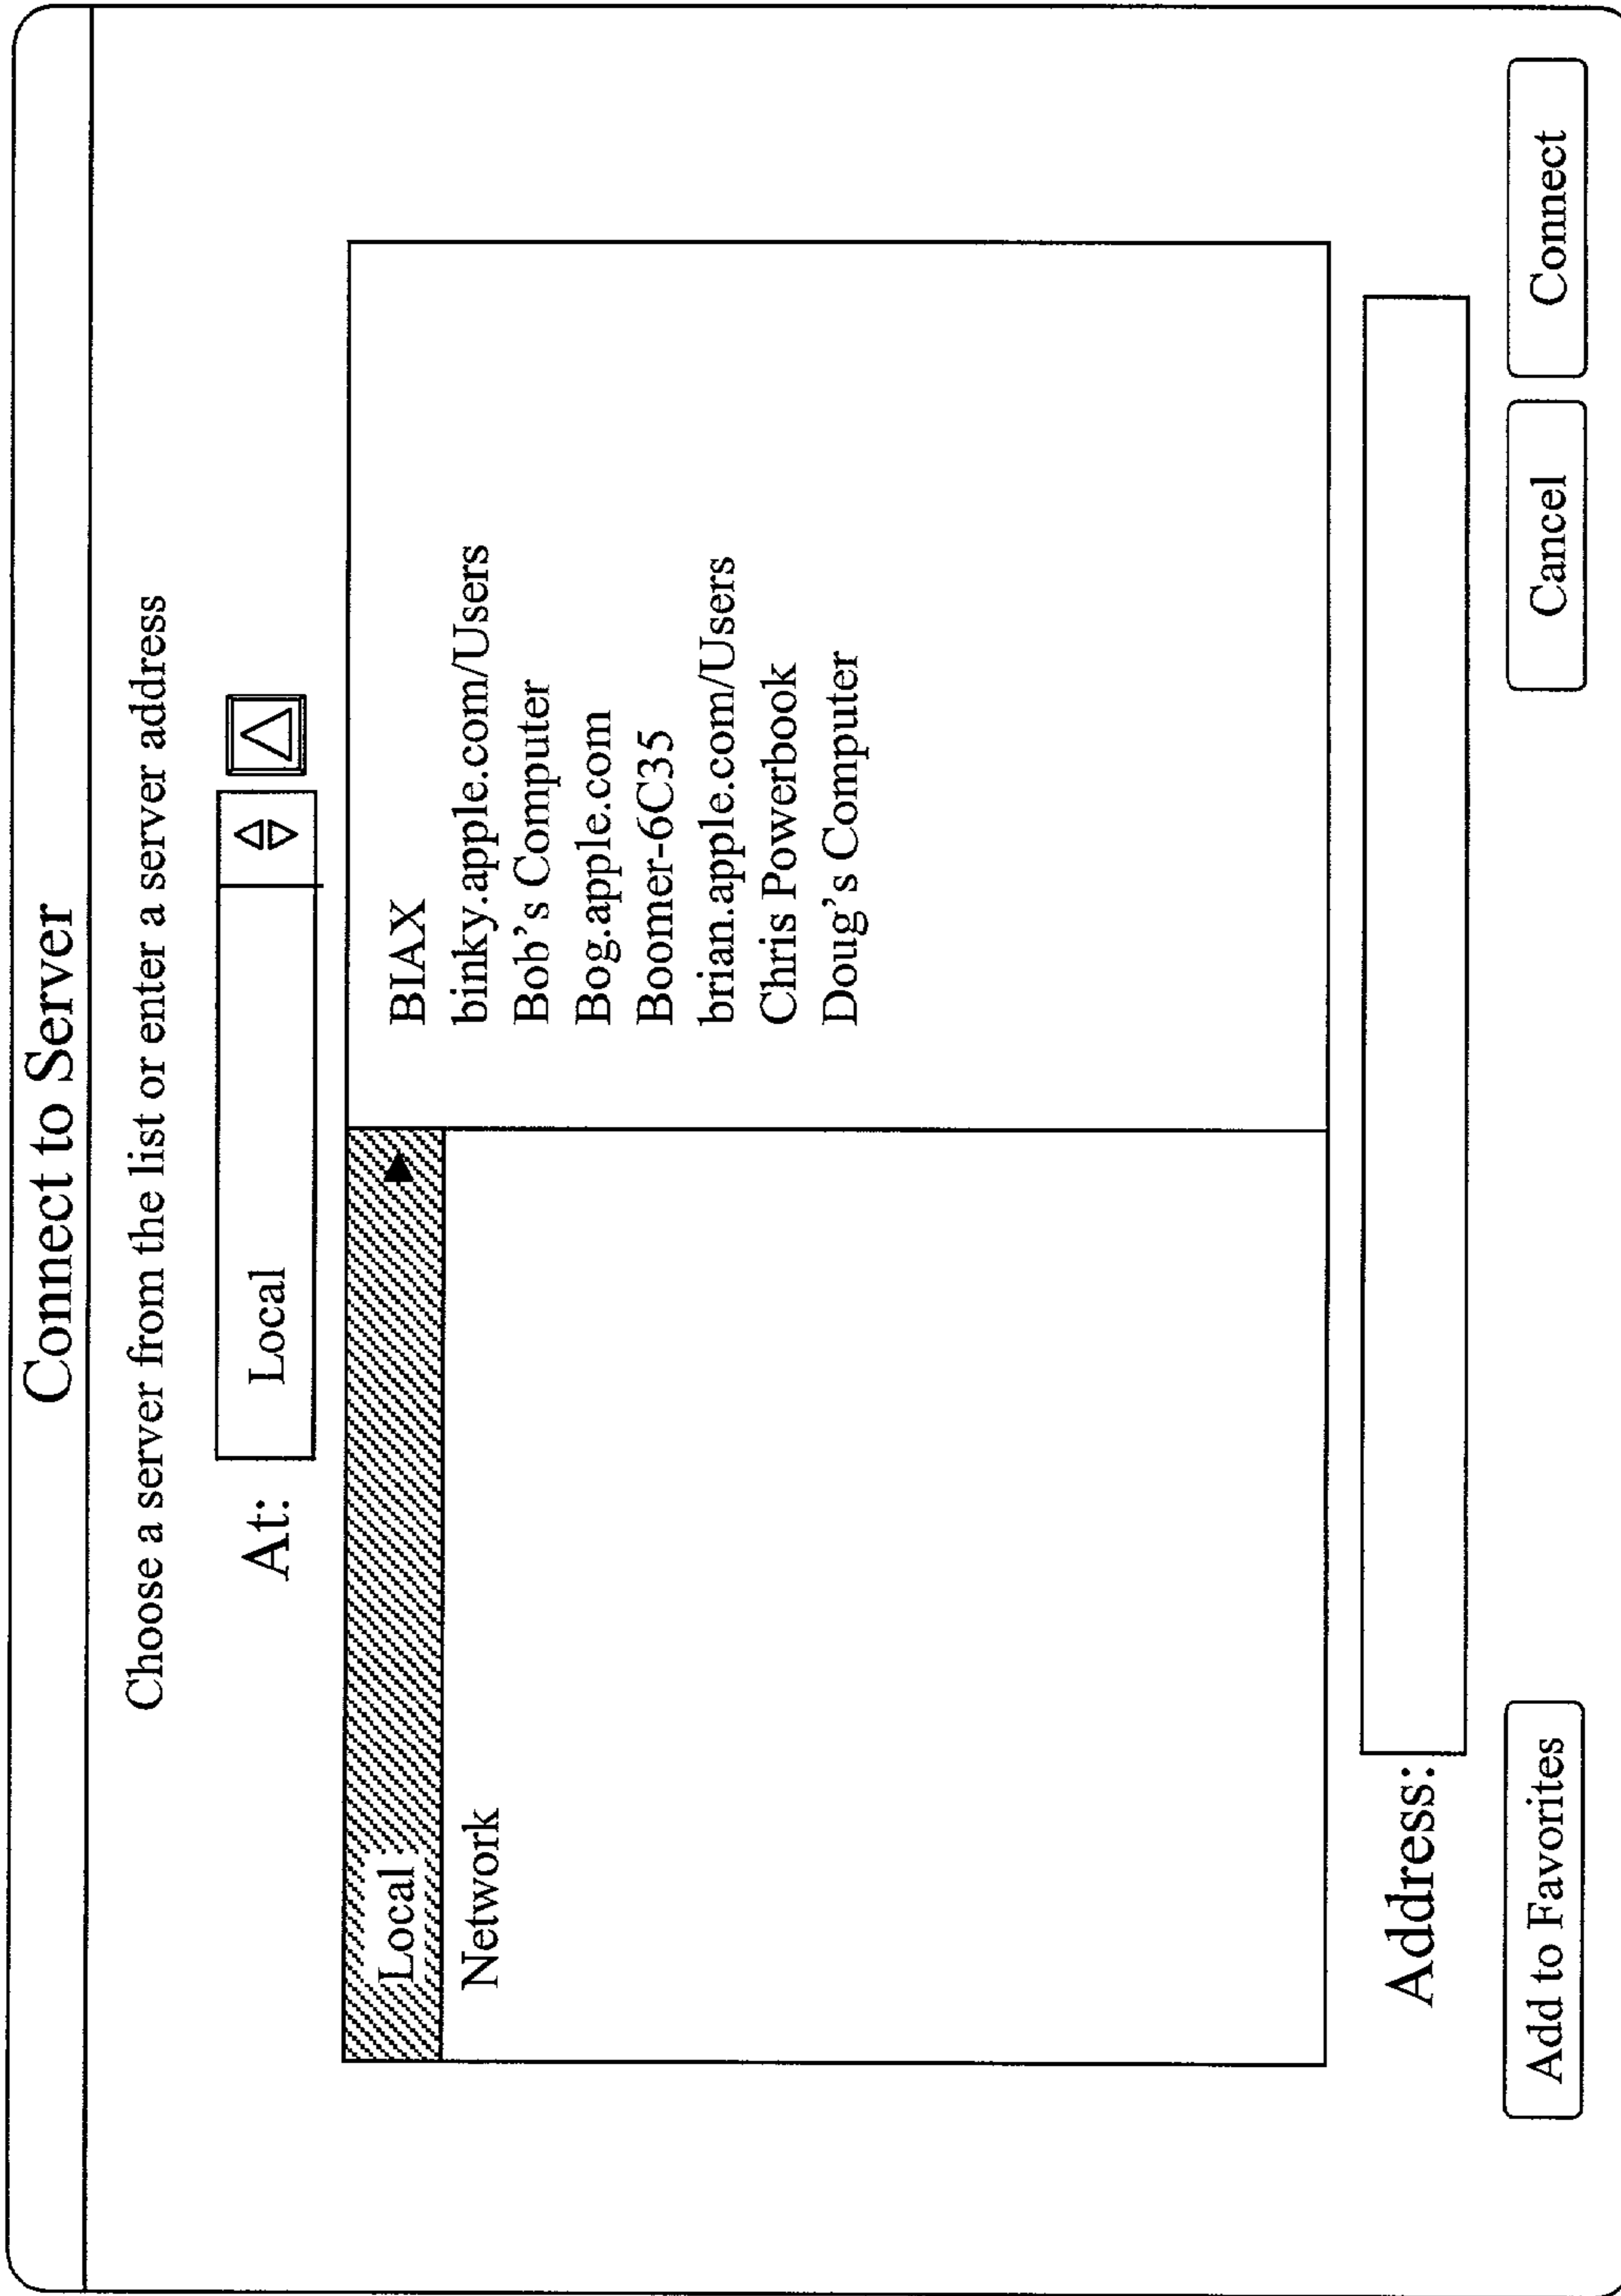 Connect to Server
Choose a server from the list or enter a server address
At: Local
Local
Network
BIAX
binky.apple.com/Users
Bob's Computer
Bog.apple.com
Boomer-6C35
brian.apple.com/Users
Chris Powerbook
Doug's Computer
Address:
Add to Favorites
Cancel
Connect